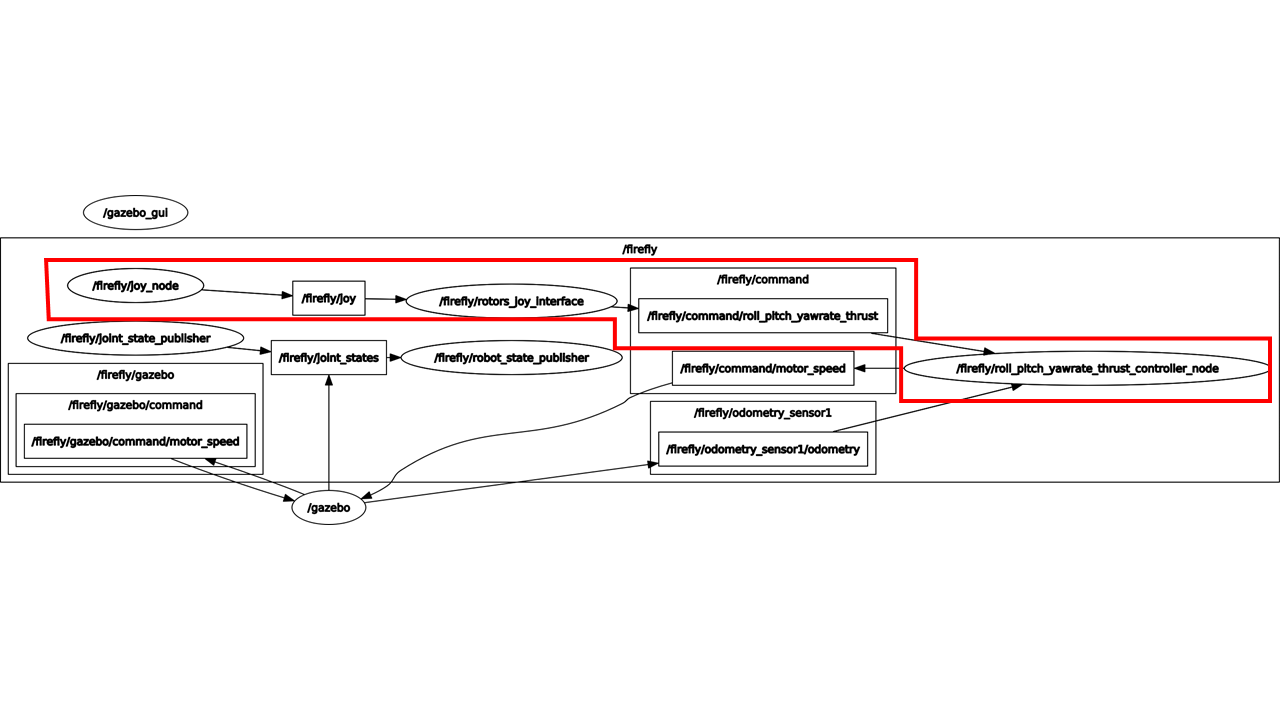 /gazebo_gui
/firefly
/firefly/joy_node
/firefly/joy
/firefly/rotors_joy_interface
/firefly/command
/firefly/command/roll_pitch_yawrate_thrust
/firefly/joint_state_publisher
/firefly/joint_states
/firefly/robot_state_publisher
/firefly/command/motor_speed
/firefly/roll_pitch_yawrate_thrust_controller_node
/firefly/gazebo
/firefly/gazebo/command
/firefly/gazebo/command/motor_speed
/firefly/odometry_sensor1
/firefly/odometry_sensor1/odometry
/gazebo